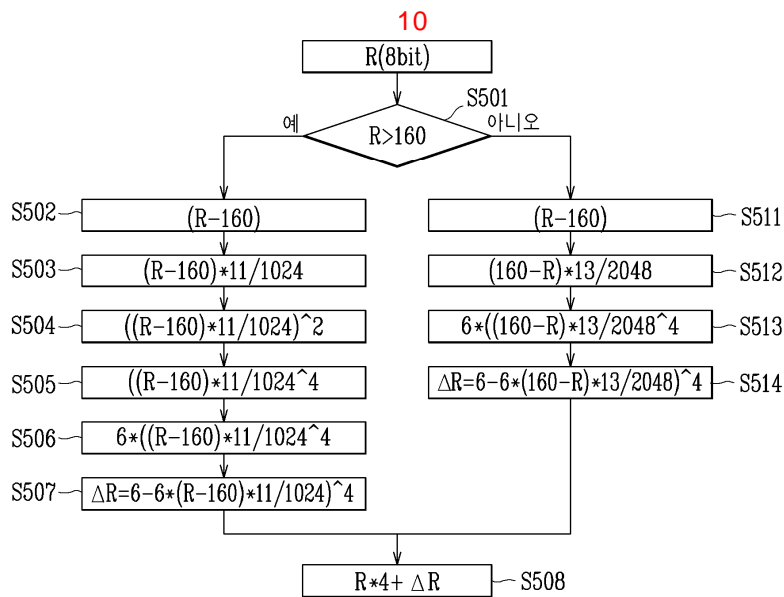 10
R(8bit)
S501
예
R>160
아니오
S502
(R-160)
(R-160)
S511
S503
(R-160)*11/1024
(160-R)*13/2048
S512
S504
((R-160)*11/1024)^2
6*((160-R)*13/2048^4
S513
S505
((R-160)*11/1024^4
ΔR=6-6*(160-R)*13/2048)^4
S514
S506
6*((R-160)*11/1024^4
S507
ΔR=6-6*(R-160)*11/1024)^4
R*4+ ΔR
S508